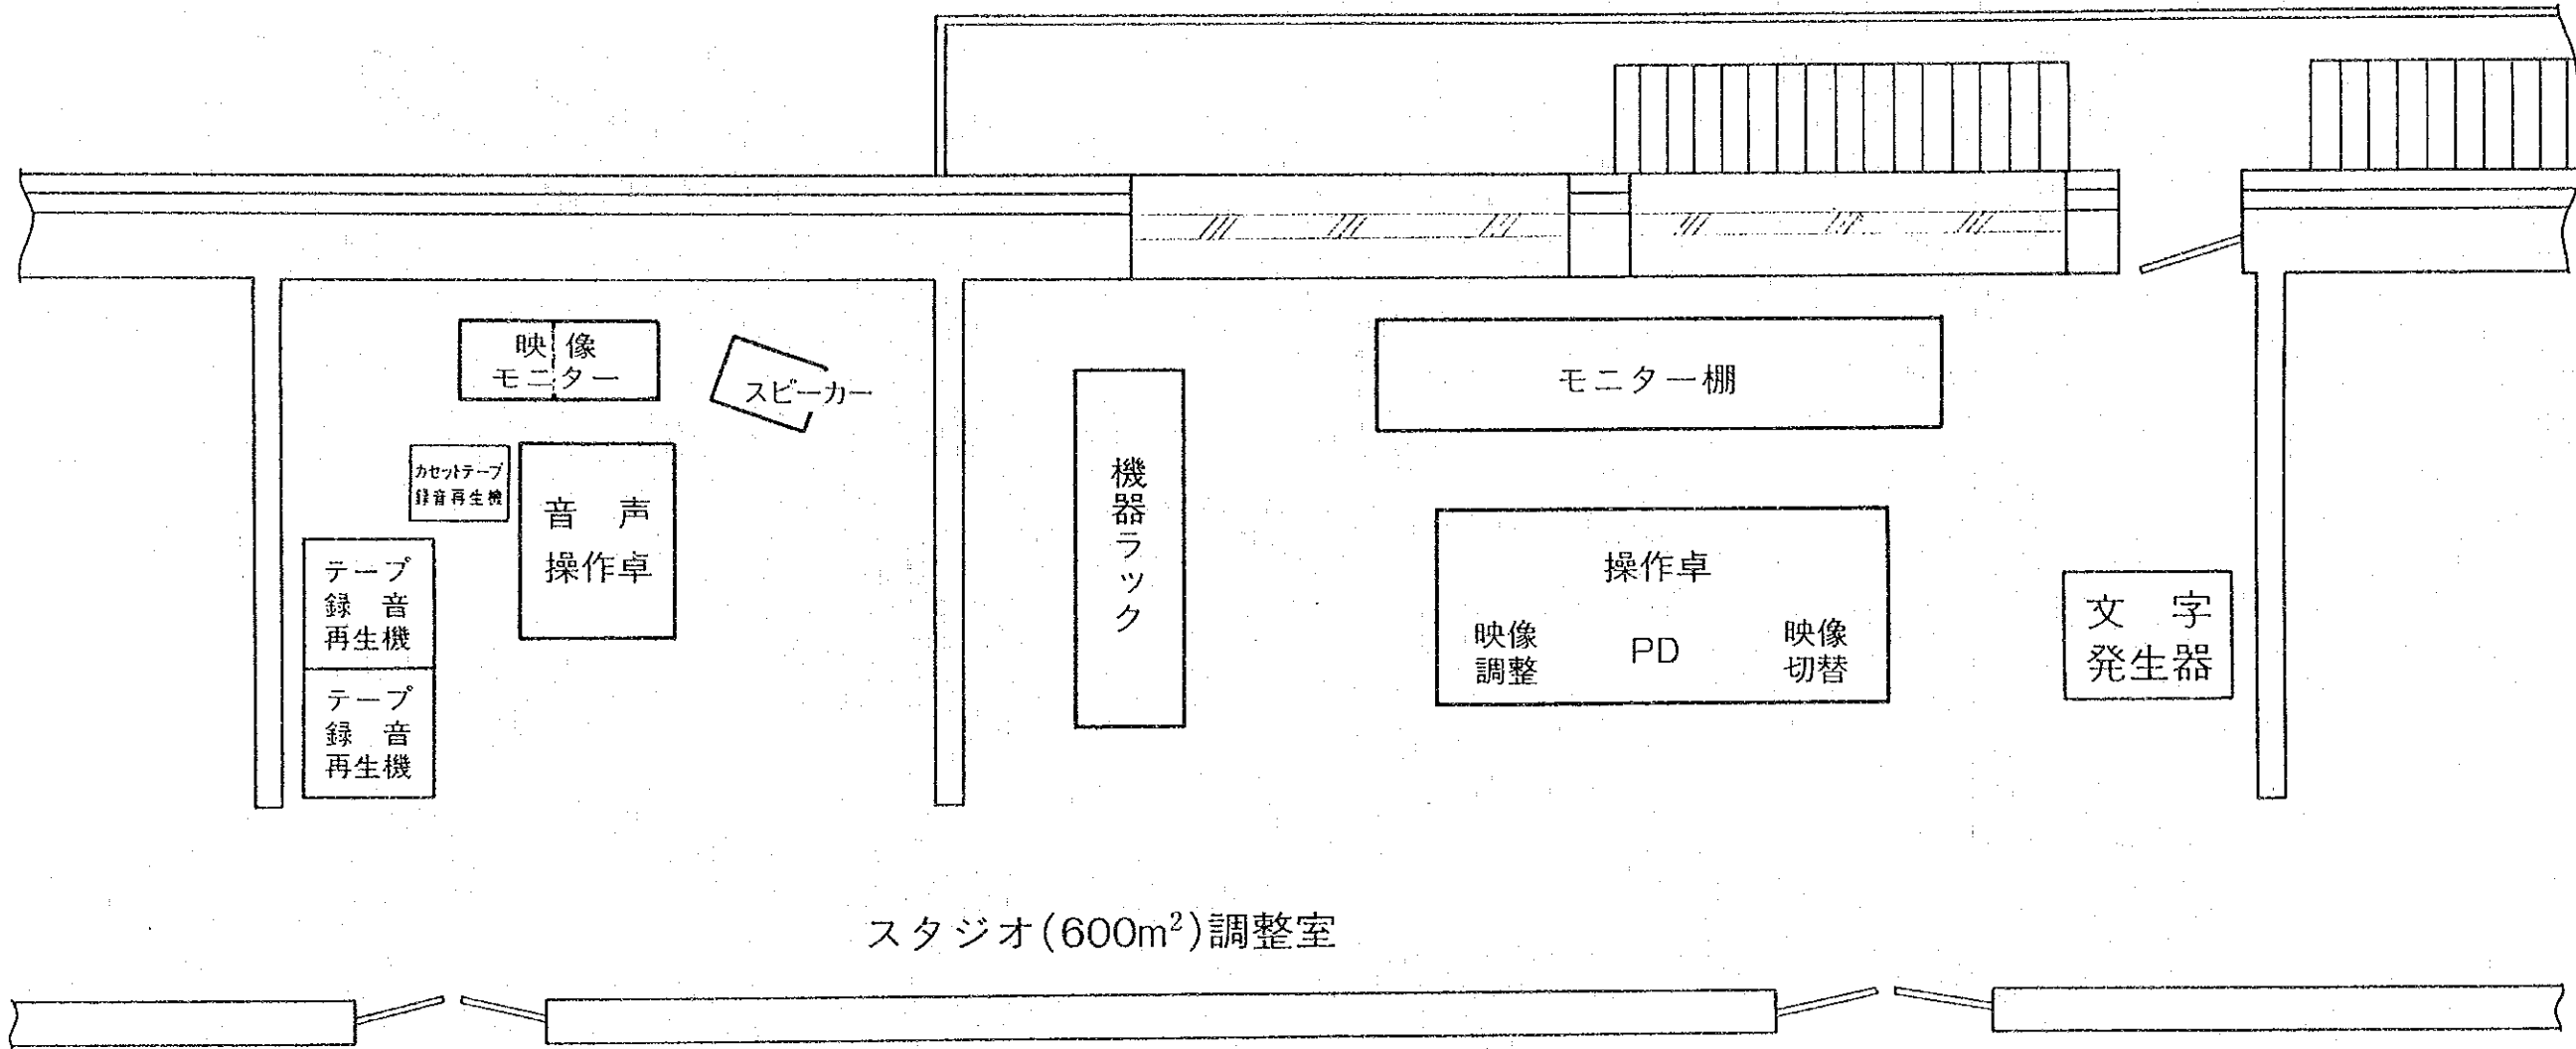 映像
モニター
スピーカー
カセットテープ
録音再生機
音声
操作卓
テープ
録音
再生機
テープ
録音
再生機
機器ラック
モニター棚
操作卓
映像
調整
PD
映像
切替
文字
発生器
スタジオ(600m²)調整室